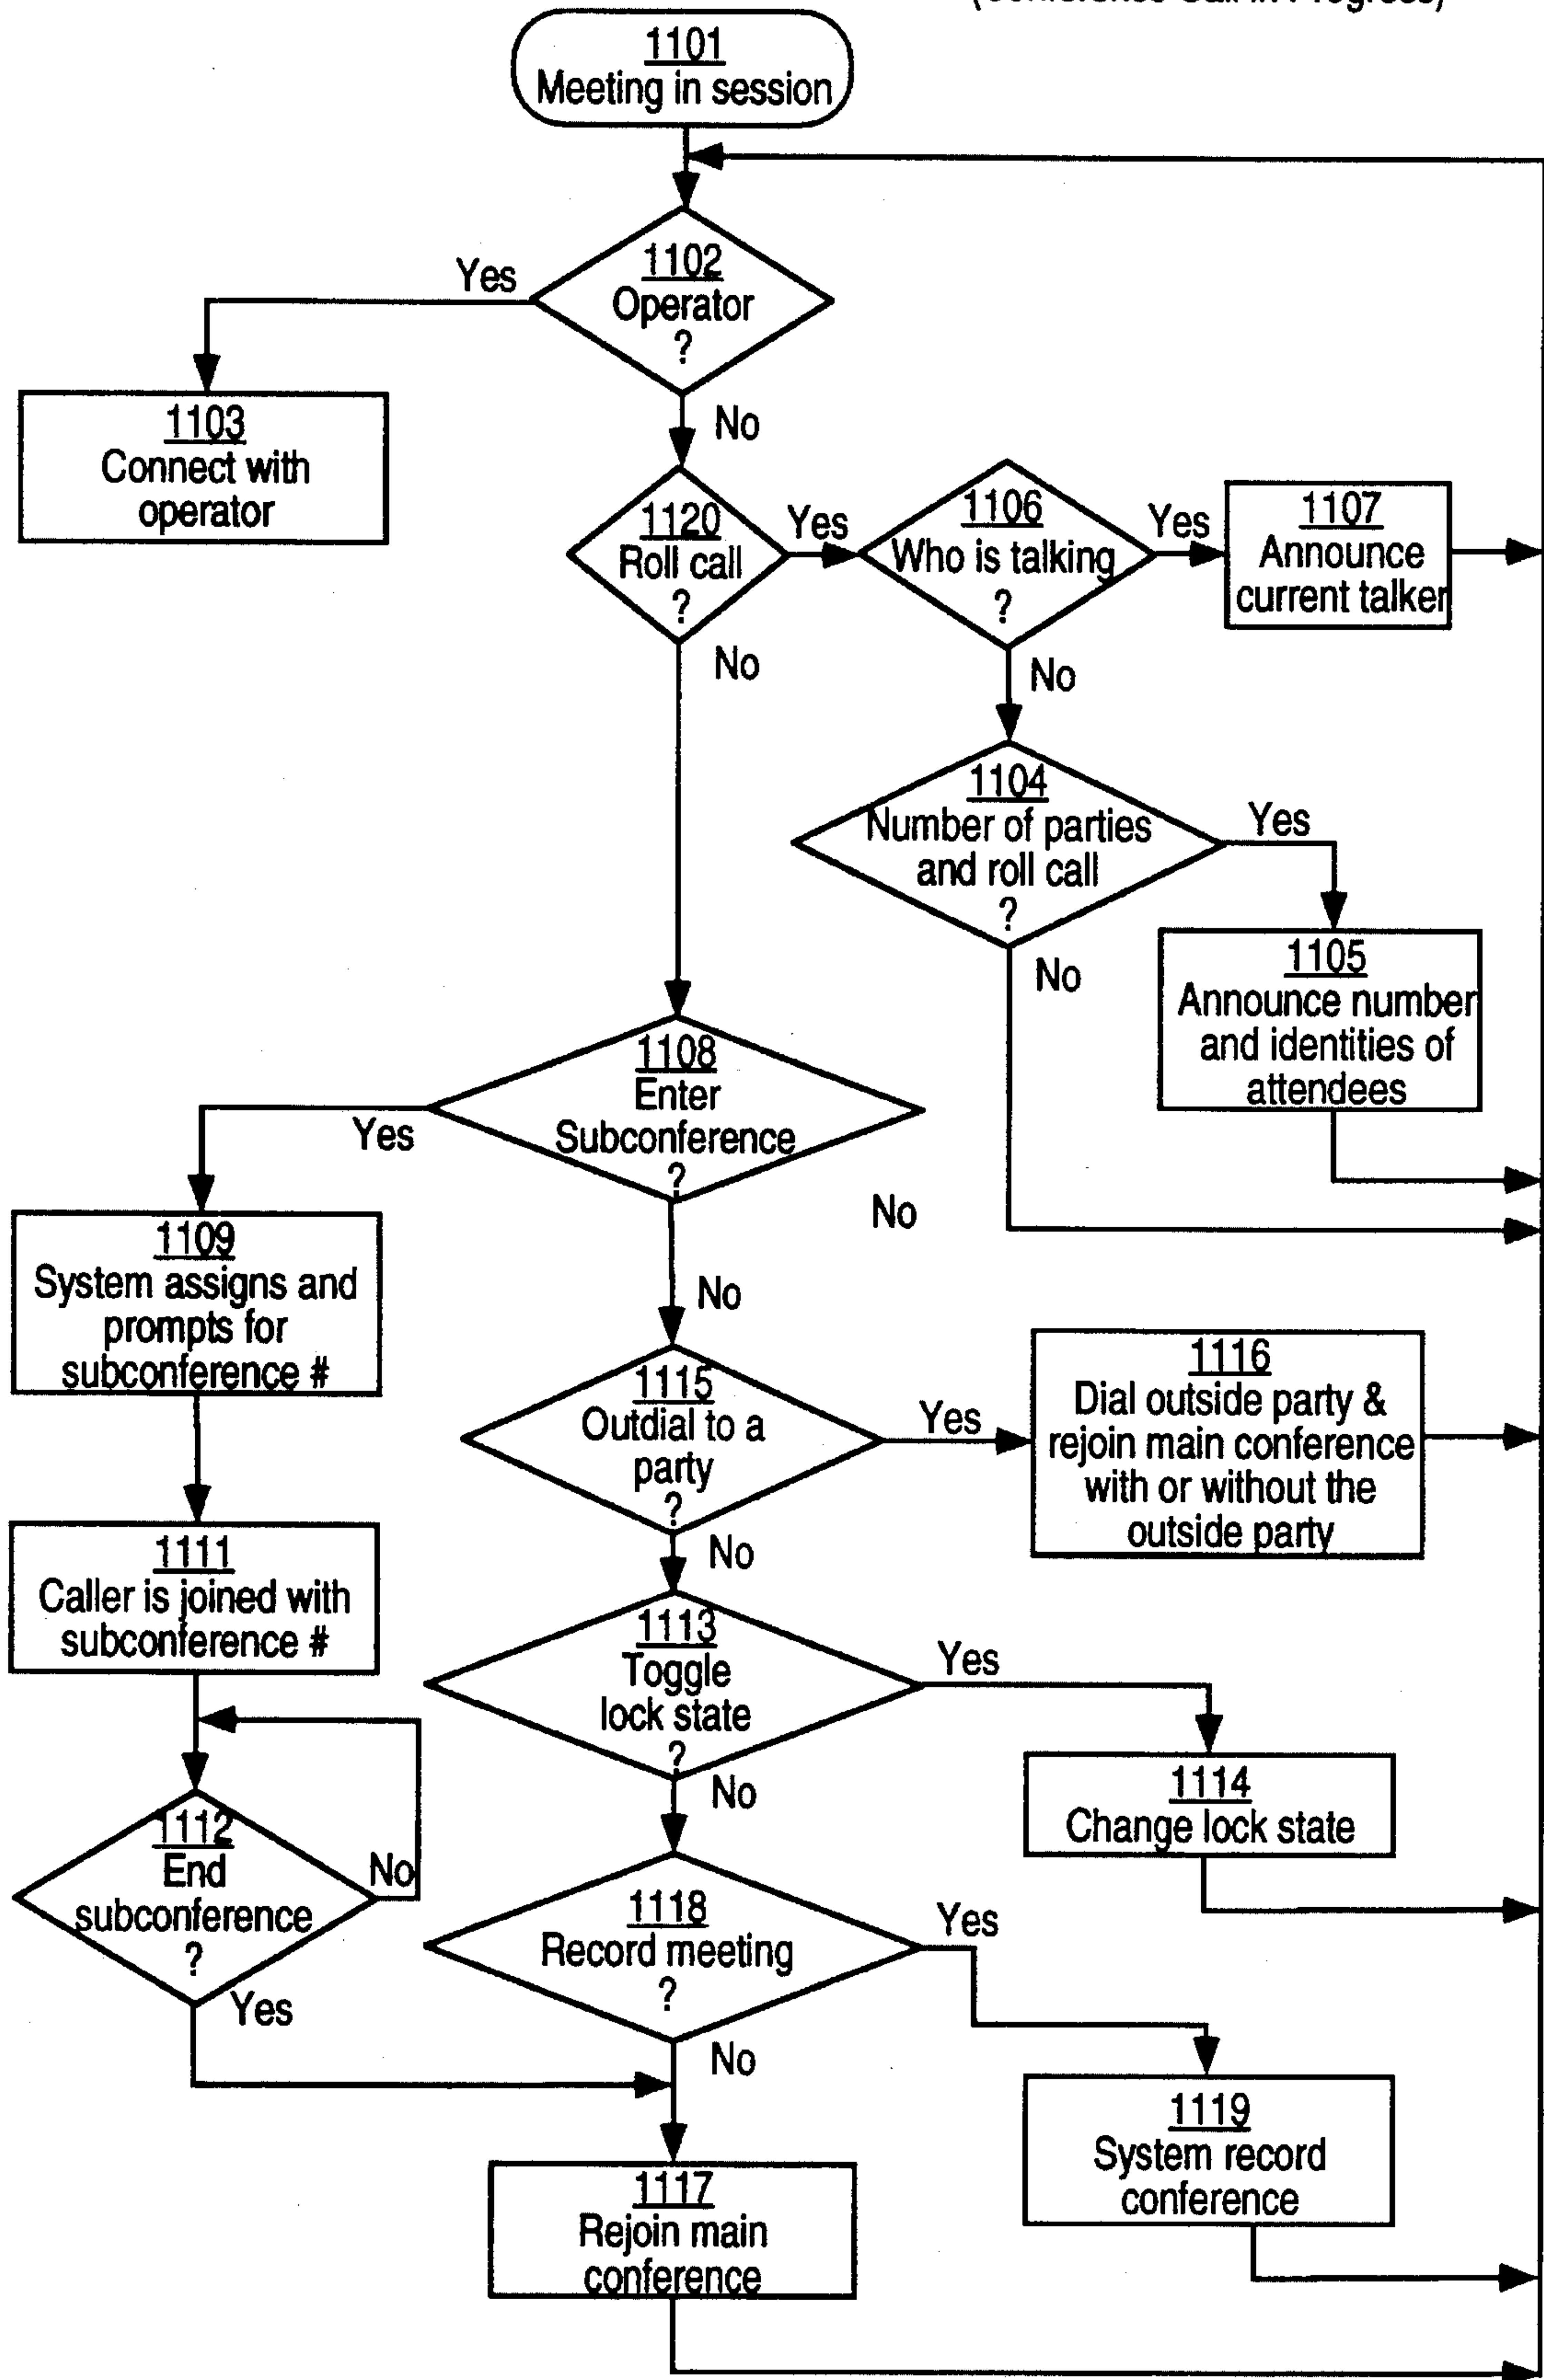 (Conference Call in Progress)
1101
Meeting in session
1102
Operator
?
Yes
No
1103
Connect with
operator
1120
Roll call
?
Yes
No
1106
Who is talking
?
Yes
No
1107
Announce
current talker
1104
Number of parties
and roll call
?
Yes
No
1105
Announce number
and identities of
attendees
1108
Enter
Subconference
?
Yes
No
No
1109
System assigns and
prompts for
subconference #
1115
Outdial to a
party
?
Yes
No
1116
Dial outside party &
rejoin main conference
with or without the
outside party
1111
Caller is joined with
subconference #
1113
Toggle
lock state
?
Yes
No
1114
Change lock state
1112
End
subconference
?
No
Yes
1118
Record meeting
?
Yes
No
1119
System record
conference
1117
Rejoin main
conference